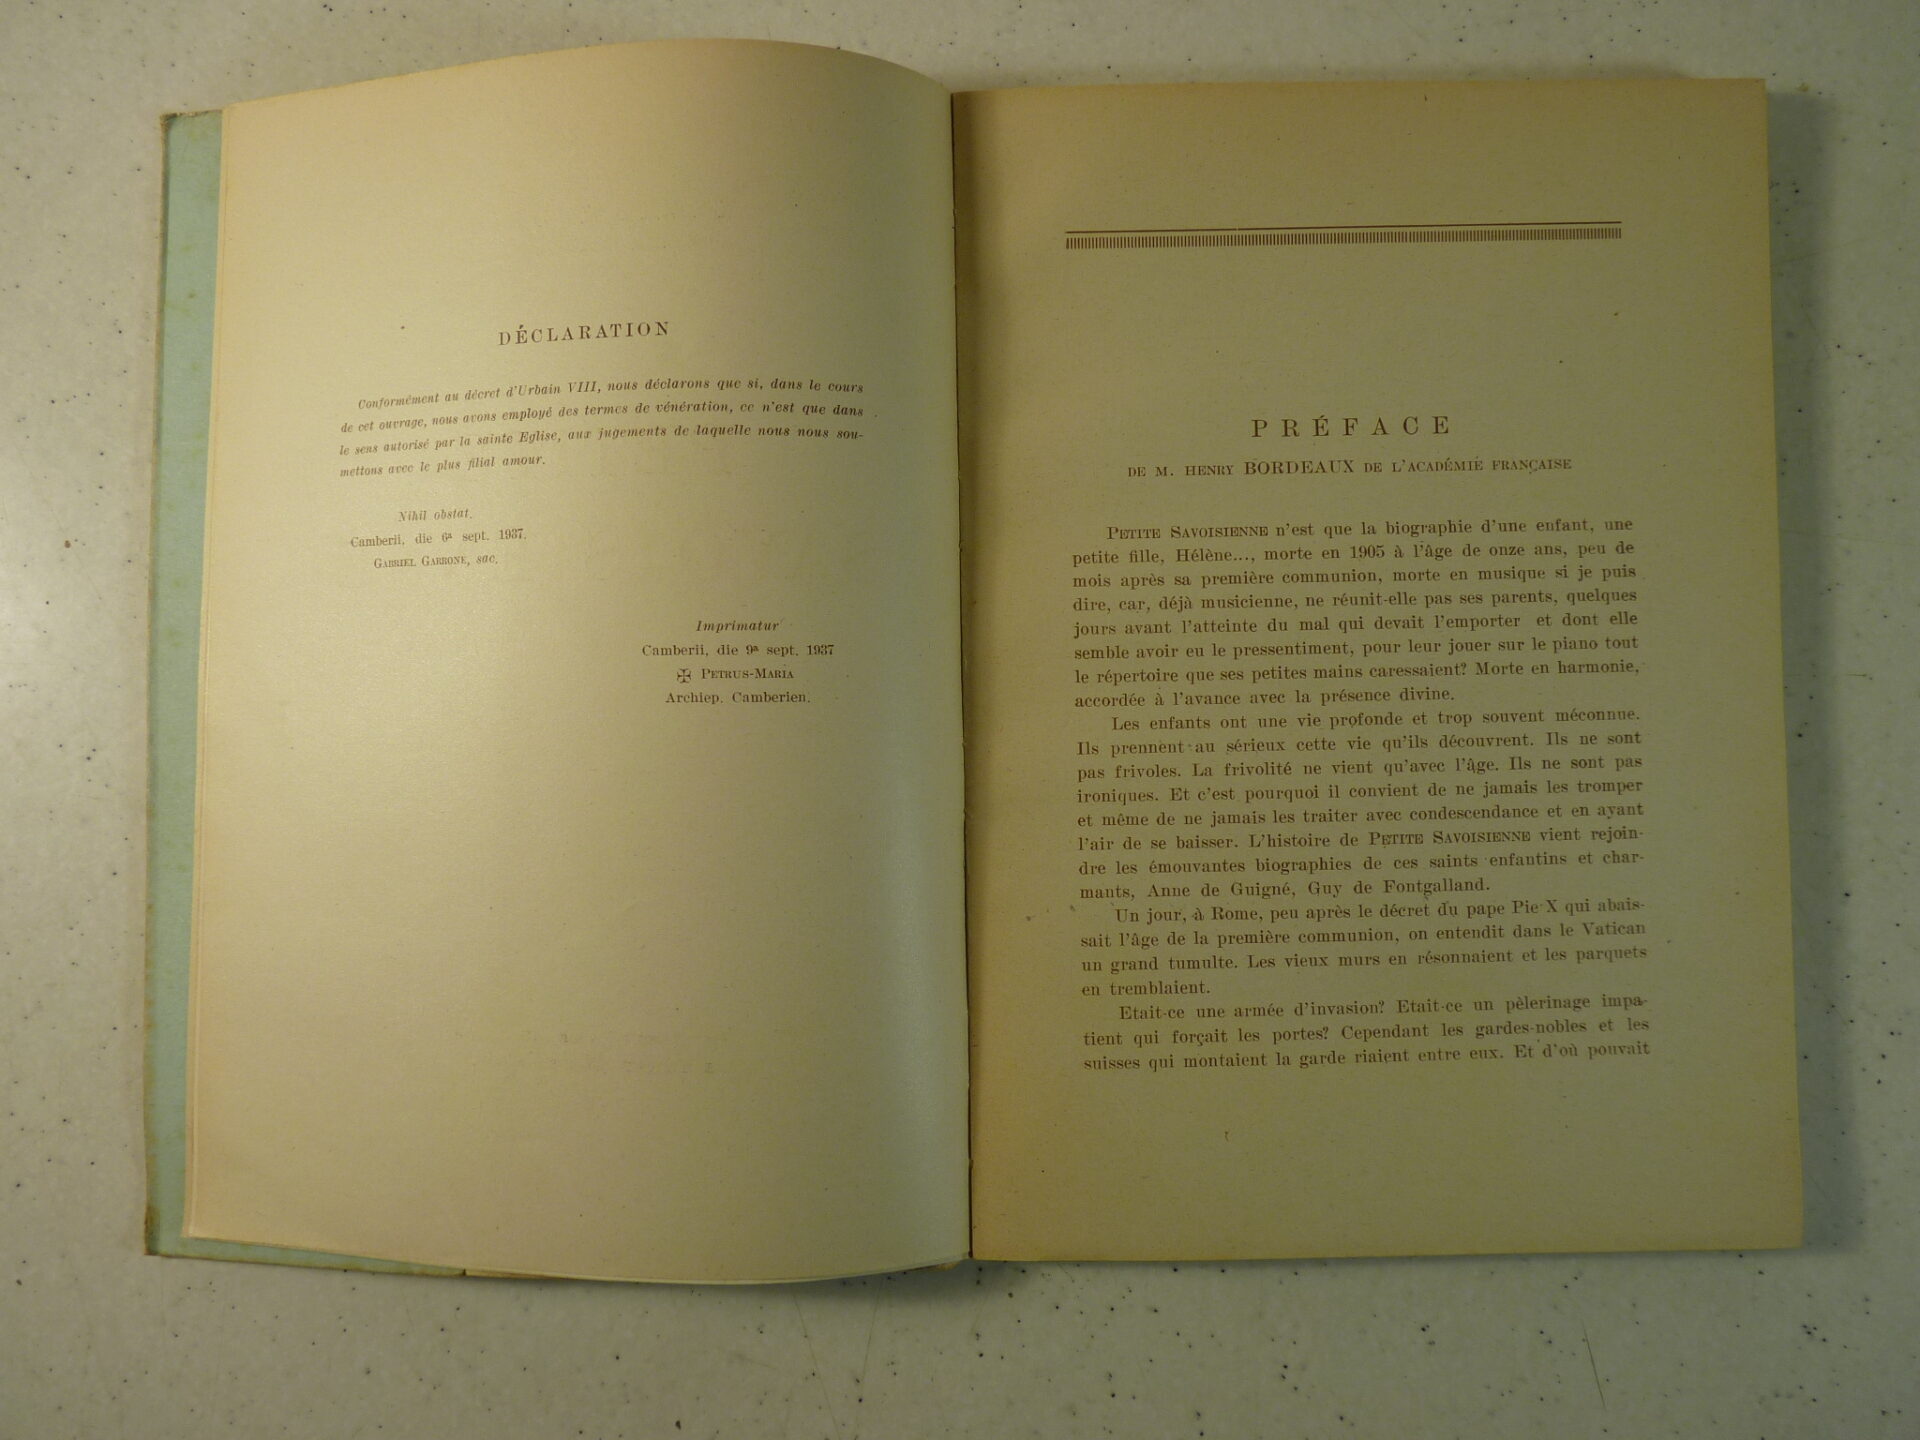 DÉCLARATION
Conformément au décret d'Urbain VIII, nous déclarons que si, dans le cours
de cet ouvrage, nous avons employé des termes de vénération, ce n'est que dans
le sens autorisé par la sainte Eglise, aux jugements de laquelle nous nous sou-
mettons avec le plus filial amour.
Nihil obstat.
Camberii, die 6ª sept. 1937.
Gabriel Garrone, sac.
Imprimatur
Camberii, die 9ª sept. 1937
✠ Petrus-Maria
Archiep. Camberien.
PRÉFACE
DE M. HENRY BORDEAUX DE L'ACADÉMIE FRANÇAISE
PETITE SAVOISIENNE n'est que la biographie d'une enfant, une
petite fille, Hélène..., morte en 1905 à l'âge de onze ans, peu de
mois après sa première communion, morte en musique si je puis
dire, car, déjà musicienne, ne réunit-elle pas ses parents, quelques
jours avant l'atteinte du mal qui devait l'emporter et dont elle
semble avoir eu le pressentiment, pour leur jouer sur le piano tout
le répertoire que ses petites mains caressaient? Morte en harmonie,
accordée à l'avance avec la présence divine.
Les enfants ont une vie profonde et trop souvent méconnue.
Ils prennent au sérieux cette vie qu'ils découvrent. Ils ne sont
pas frivoles. La frivolité ne vient qu'avec l'âge. Ils ne sont pas
ironiques. Et c'est pourquoi il convient de ne jamais les tromper
et même de ne jamais les traiter avec condescendance et en ayant
l'air de se baisser. L'histoire de PETITE SAVOISIENNE vient rejoin-
dre les émouvantes biographies de ces saints enfantins et char-
mants, Anne de Guigné, Guy de Fontgalland.
Un jour, à Rome, peu après le décret du pape Pie X qui abais-
sait l'âge de la première communion, on entendit dans le Vatican
un grand tumulte. Les vieux murs en résonnaient et les parquets
en tremblaient.
Etait-ce une armée d'invasion? Etait-ce un pèlerinage impa-
tient qui forçait les portes? Cependant les gardes-nobles et les
suisses qui montaient la garde riaient entre eux. Et d'où pouvait